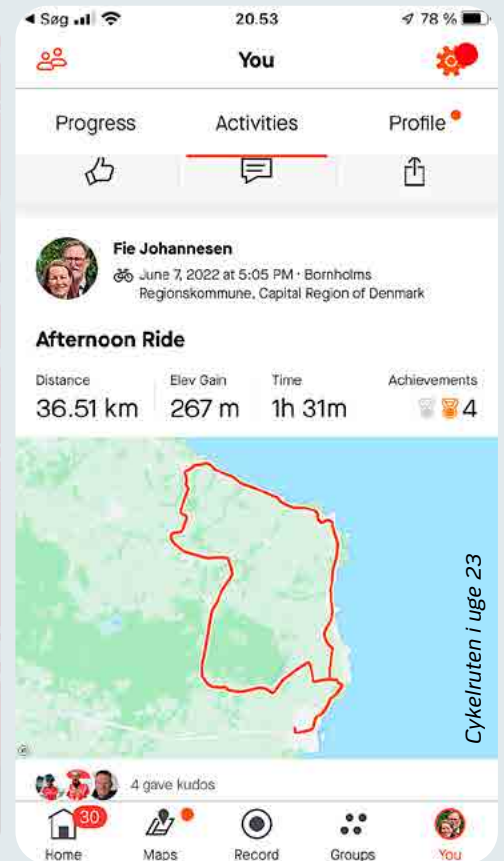 Søg
20.53
78 %
You
Progress
Activities
Profile
Fie Johannesen
June 7, 2022 at 5:05 PM · Bornholms
Regionskommune, Capital Region of Denmark
Afternoon Ride
Distance
Elev Gain
Time
Achievements
36.51 km
267 m
1h 31m
4
Cykelruten i uge 23
4 gave kudos
30
Home
Maps
Record
Groups
You